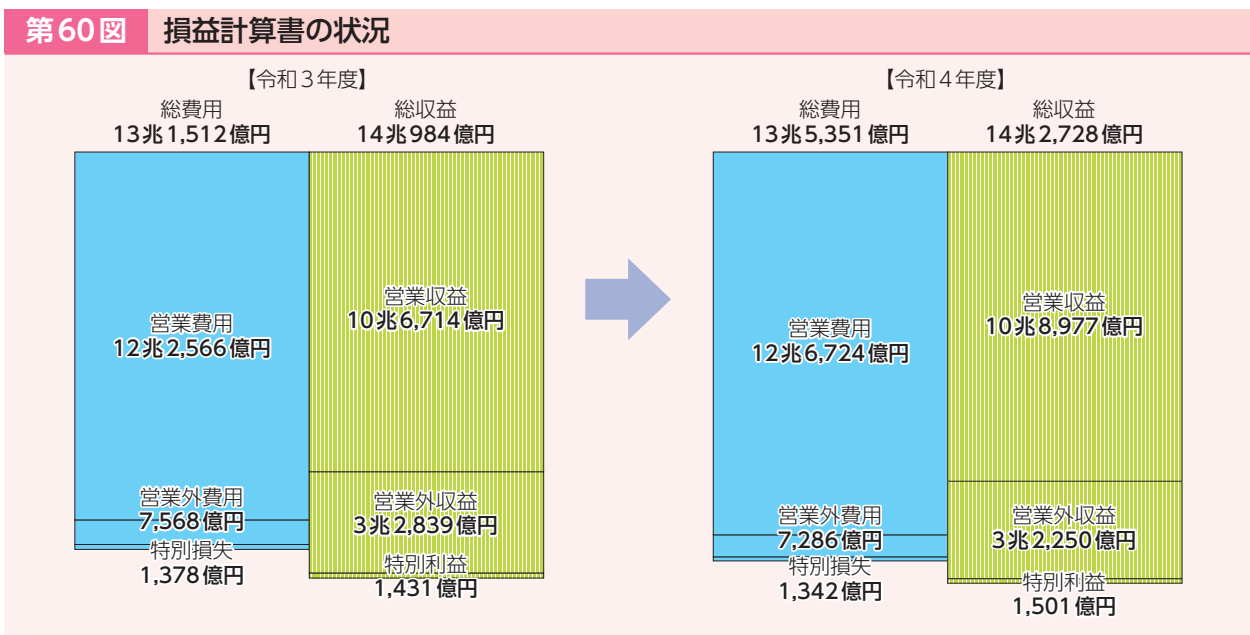 第60図 損益計算書の状況
【令和3年度】
総費用
13兆1,512億円
総収益
14兆984億円
営業費用
12兆2,566億円
営業収益
10兆6,714億円
営業外費用
7,568億円
営業外収益
3兆2,839億円
特別損失
1,378億円
特別利益
1,431億円
【令和4年度】
総費用
13兆5,351億円
総収益
14兆2,728億円
営業費用
12兆6,724億円
営業収益
10兆8,977億円
営業外費用
7,286億円
営業外収益
3兆2,250億円
特別損失
1,342億円
特別利益
1,501億円